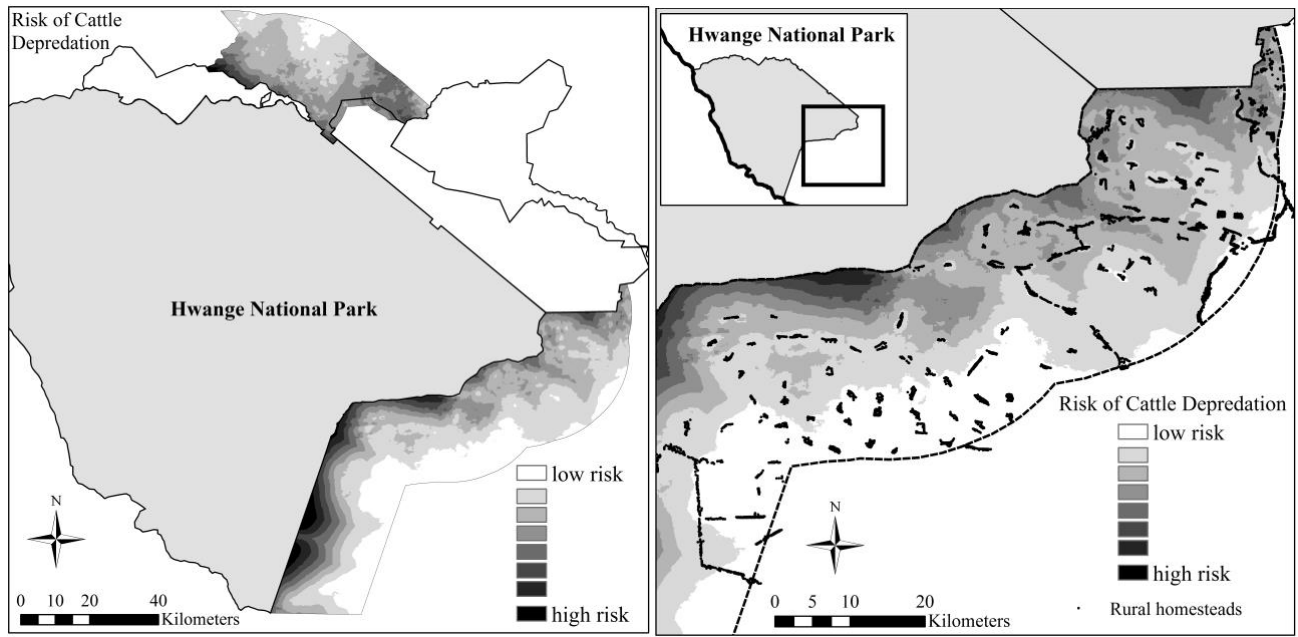 Risk of Cattle
Depredation
Hwange National Park
low risk
high risk
N
0 10 20 40
Kilometers
Hwange National Park
Risk of Cattle Depredation
low risk
high risk
Rural homesteads
N
0 5 10 20
Kilometers